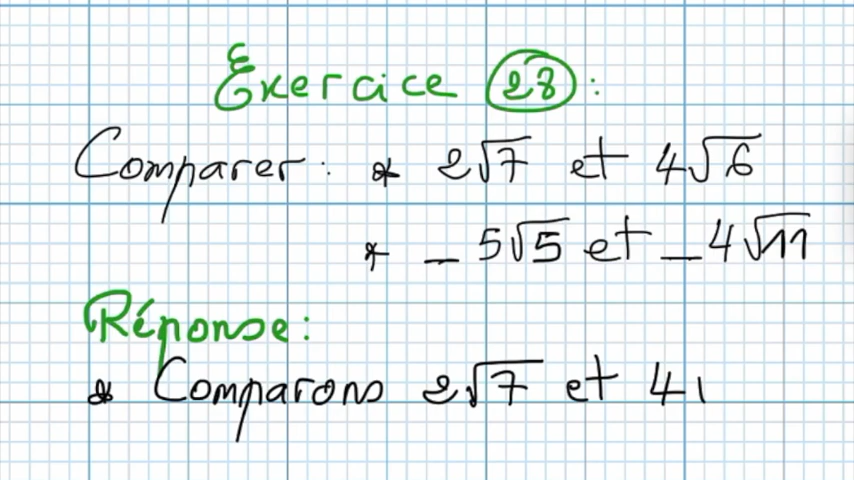 Exercice 28 :
Comparer : * 2√7 et 4√6
* - 5√5 et - 4√11
Réponse :
* Comparons 2√7 et 4